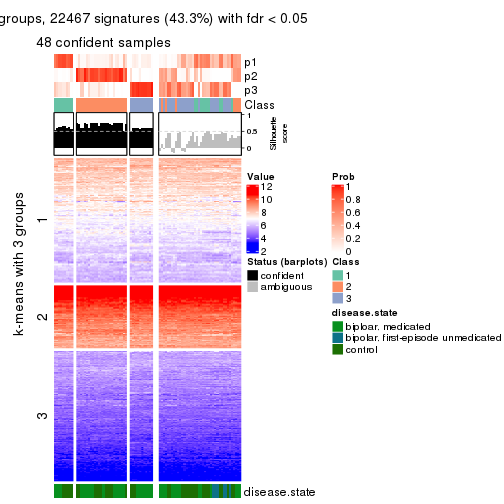 groups, 22467 signatures (43.3%) with fdr < 0.05
48 confident samples
p1
p2
p3
Class
1
0.5
0
Silhouette
score
k-means with 3 groups
1
2
3
Value
12
10
8
6
4
2
Prob
1
0.8
0.6
0.4
0.2
0
Status (barplots)
confident
ambiguous
Class
1
2
3
disease.state
biploar. medicated
bipolar. first-episode unmedicated
control
disease.state